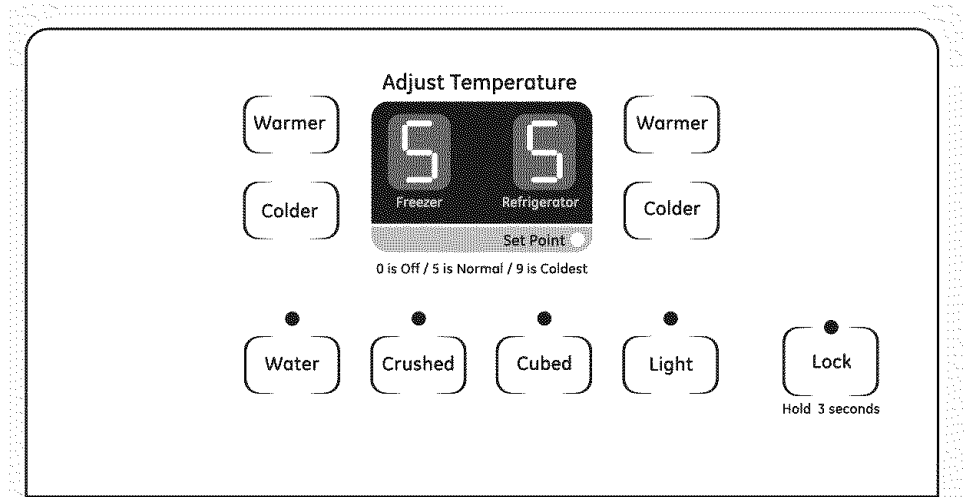 Adjust Temperature
Warmer
5 5
Warmer
Freezer Refrigerator
Colder
Colder
Set Point
0 is Off / 5 is Normal / 9 is Coldest
Water Crushed Cubed Light Lock
Hold 3 seconds